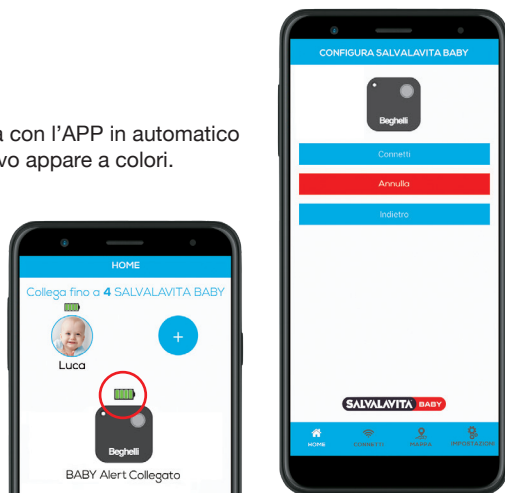 a con l'APP in automatico
vo appare a colori.
HOME
Collega fino a 4 SALVALAVITA BABY
Luca
+
Beghelli
BABY Alert Collegato
CONFIGURA SALVALAVITA BABY
Beghelli
Connetti
Annulla
Indietro
SALVALAVITA BABY
HOME CONNETTI MAPPA IMPOSTAZIONI